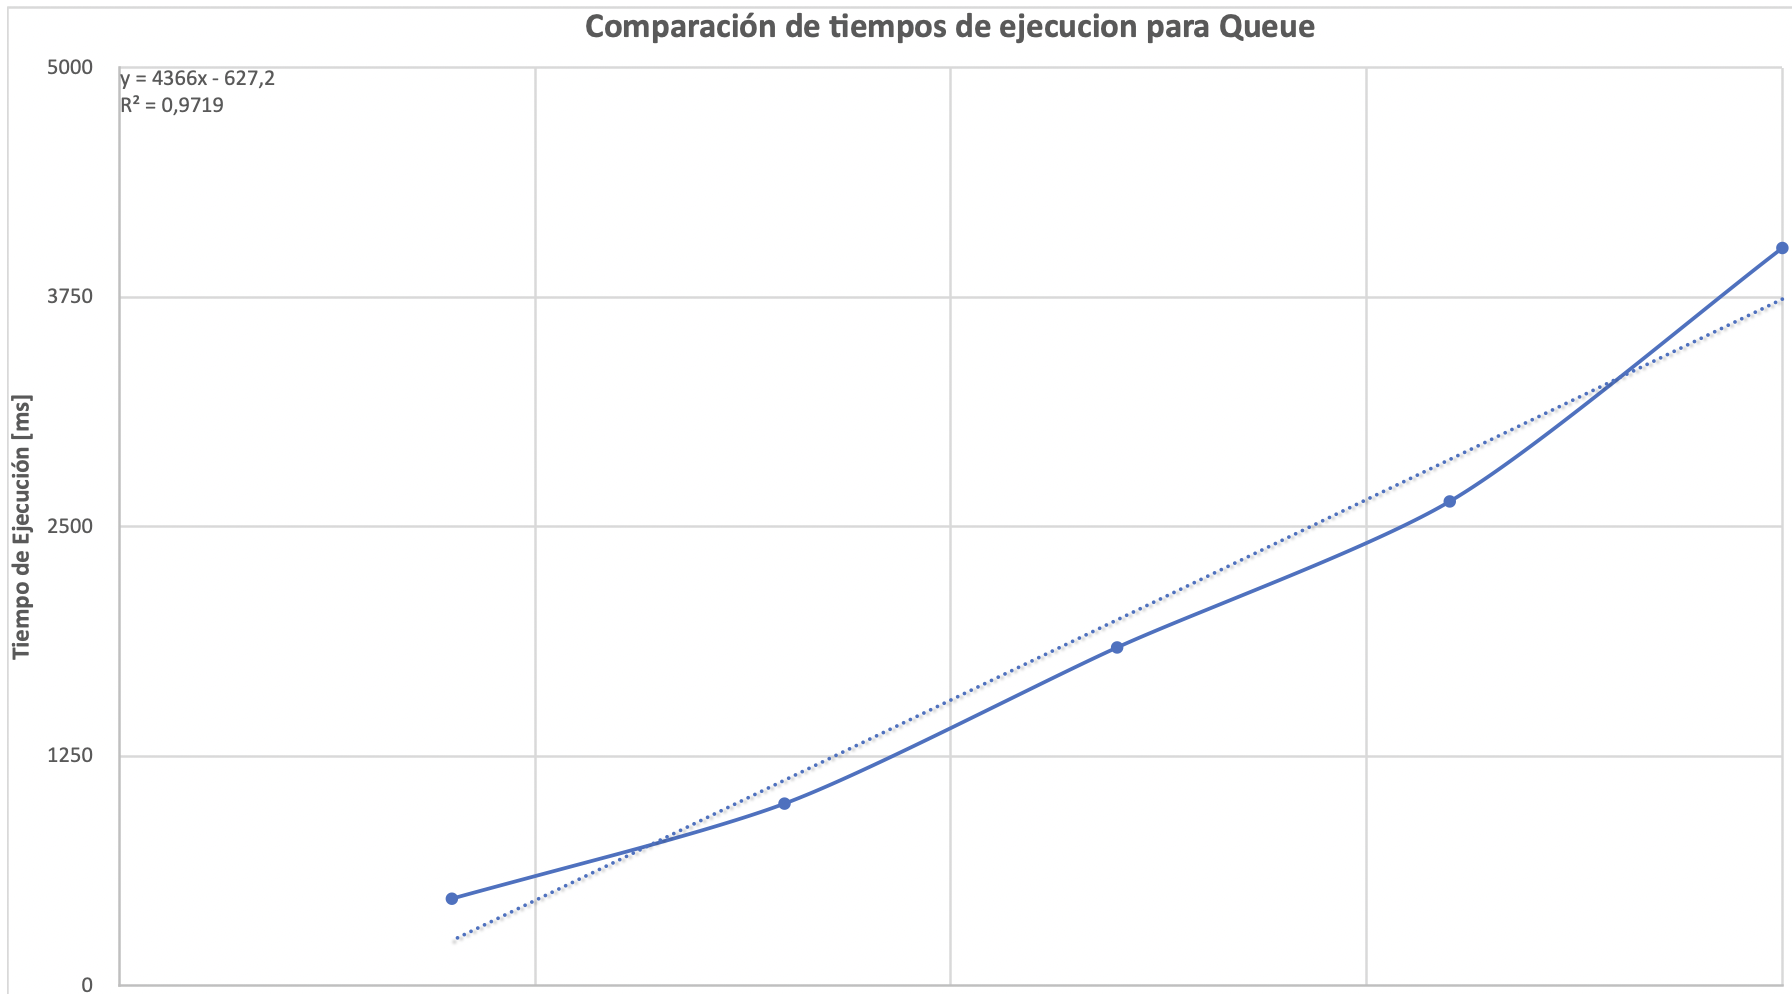 Comparación de tiempos de ejecucion para Queue
5000
y = 4366x - 627,2
R² = 0,9719
3750
2500
1250
0
Tiempo de Ejecución [ms]